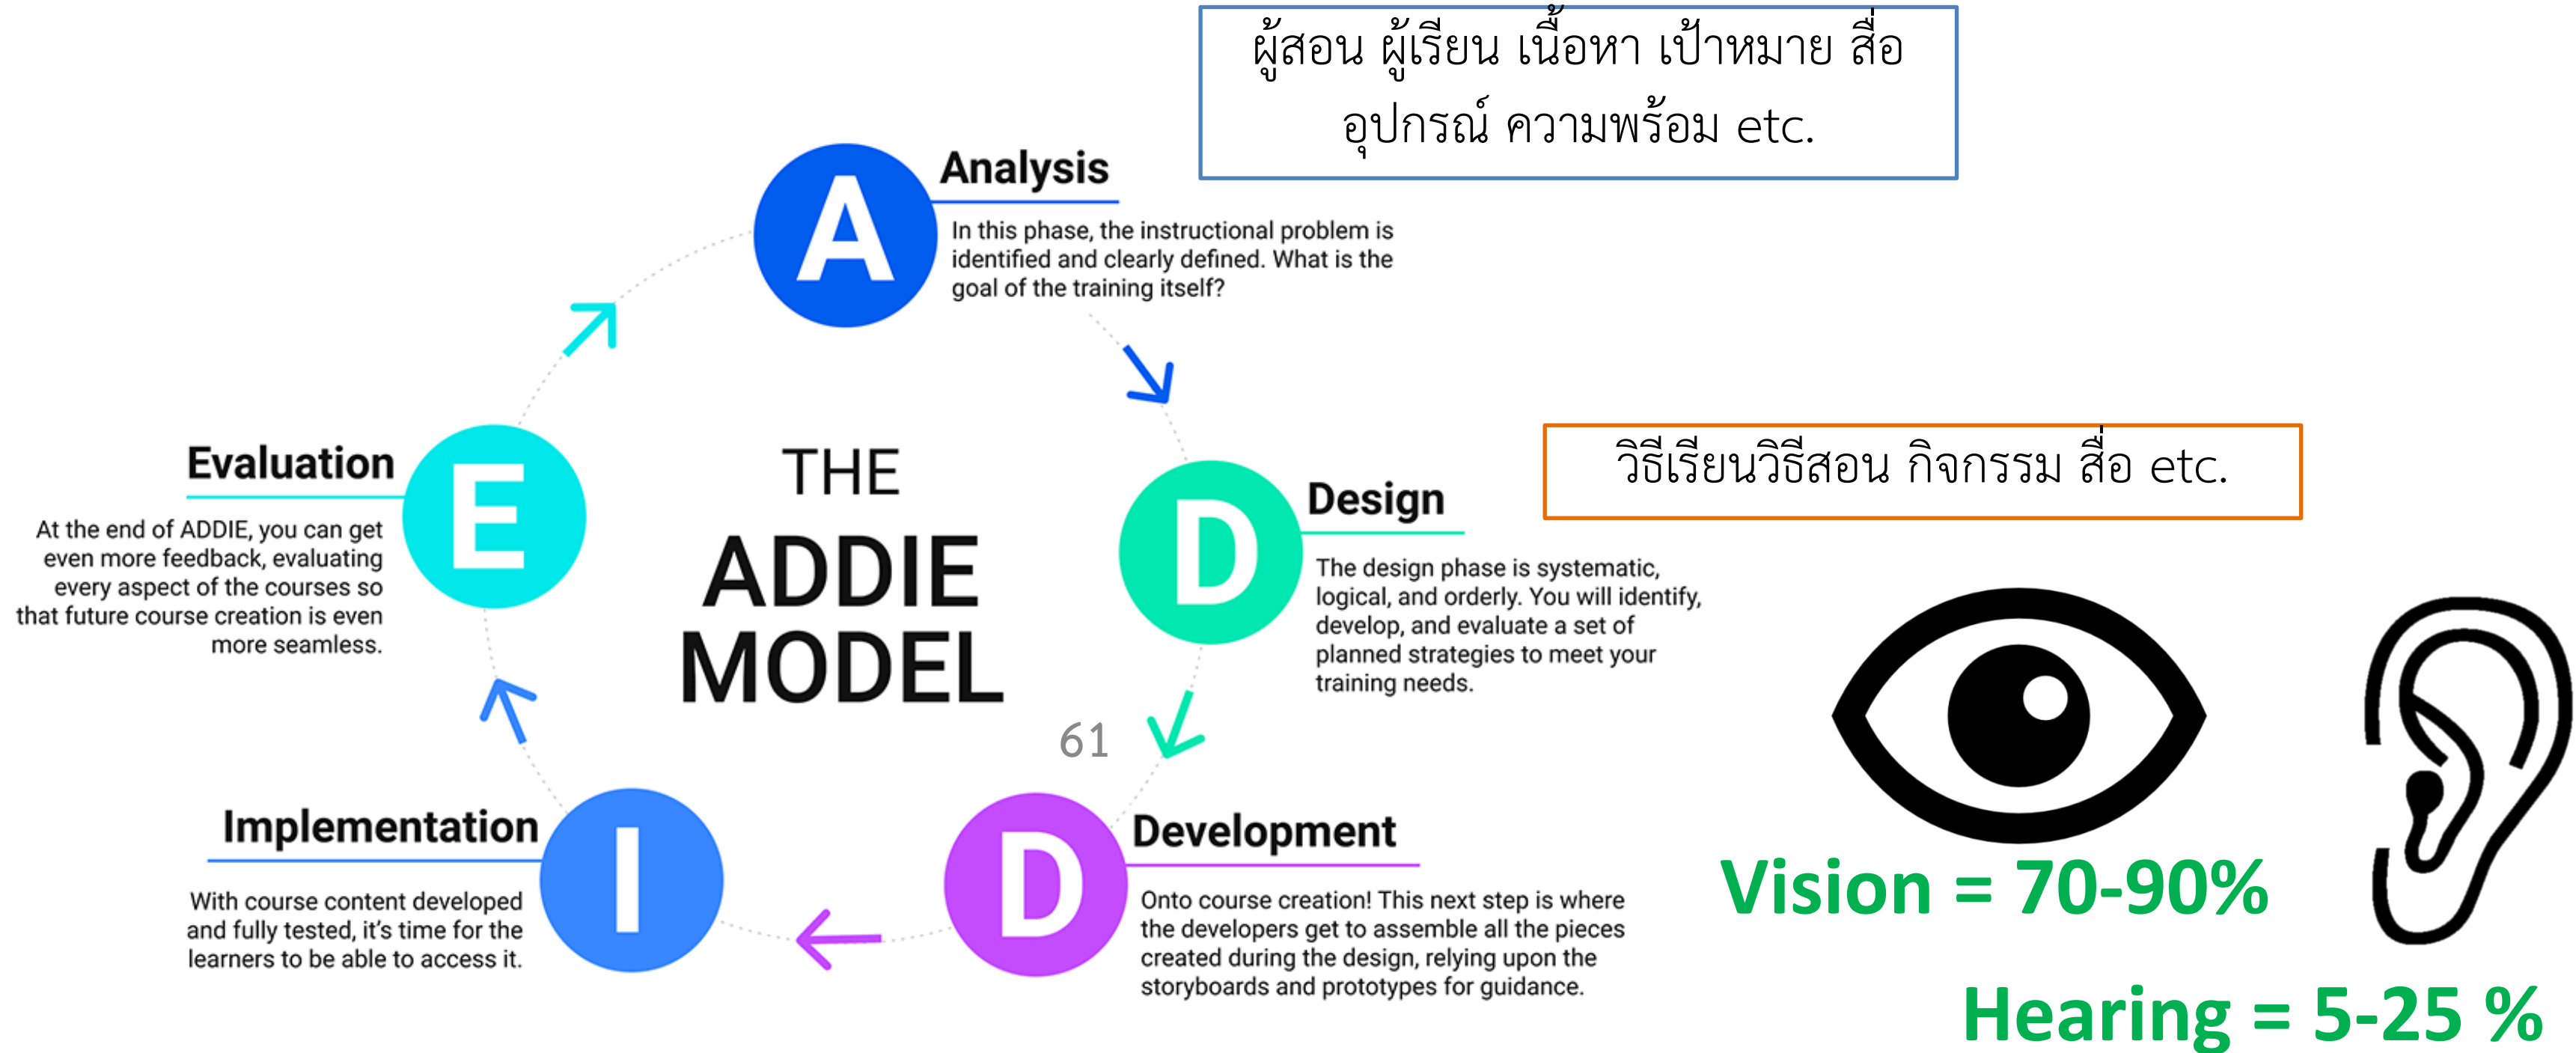 ผู้สอน ผู้เรียน เนื้อหา เป้าหมาย สื่อ
อุปกรณ์ ความพร้อม etc.
A
Analysis
In this phase, the instructional problem is
identified and clearly defined. What is the
goal of the training itself?
วิธีเรียนวิธีสอน กิจกรรม สื่อ etc.
D
Design
The design phase is systematic,
logical, and orderly. You will identify,
develop, and evaluate a set of
planned strategies to meet your
training needs.
THE
ADDIE
MODEL
61
D
Development
Onto course creation! This next step is where
the developers get to assemble all the pieces
created during the design, relying upon the
storyboards and prototypes for guidance.
Implementation
I
With course content developed
and fully tested, it's time for the
learners to be able to access it.
Evaluation
E
At the end of ADDIE, you can get
even more feedback, evaluating
every aspect of the courses so
that future course creation is even
more seamless.
Vision = 70-90%
Hearing = 5-25 %